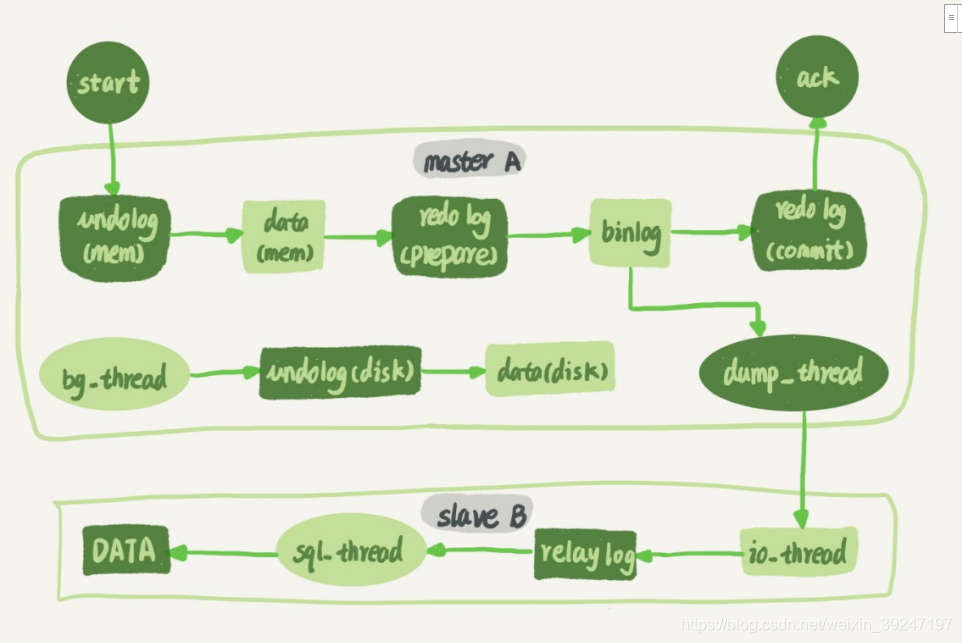 start
ack
master A
undolog
(mem)
data
(mem)
redo log
(prepare)
binlog
redo log
(commit)
bg_thread
undolog(disk)
data(disk)
dump_thread
slave B
DATA
sql_thread
relay log
io_thread
https://blog.csdn.net/weixin_39247197